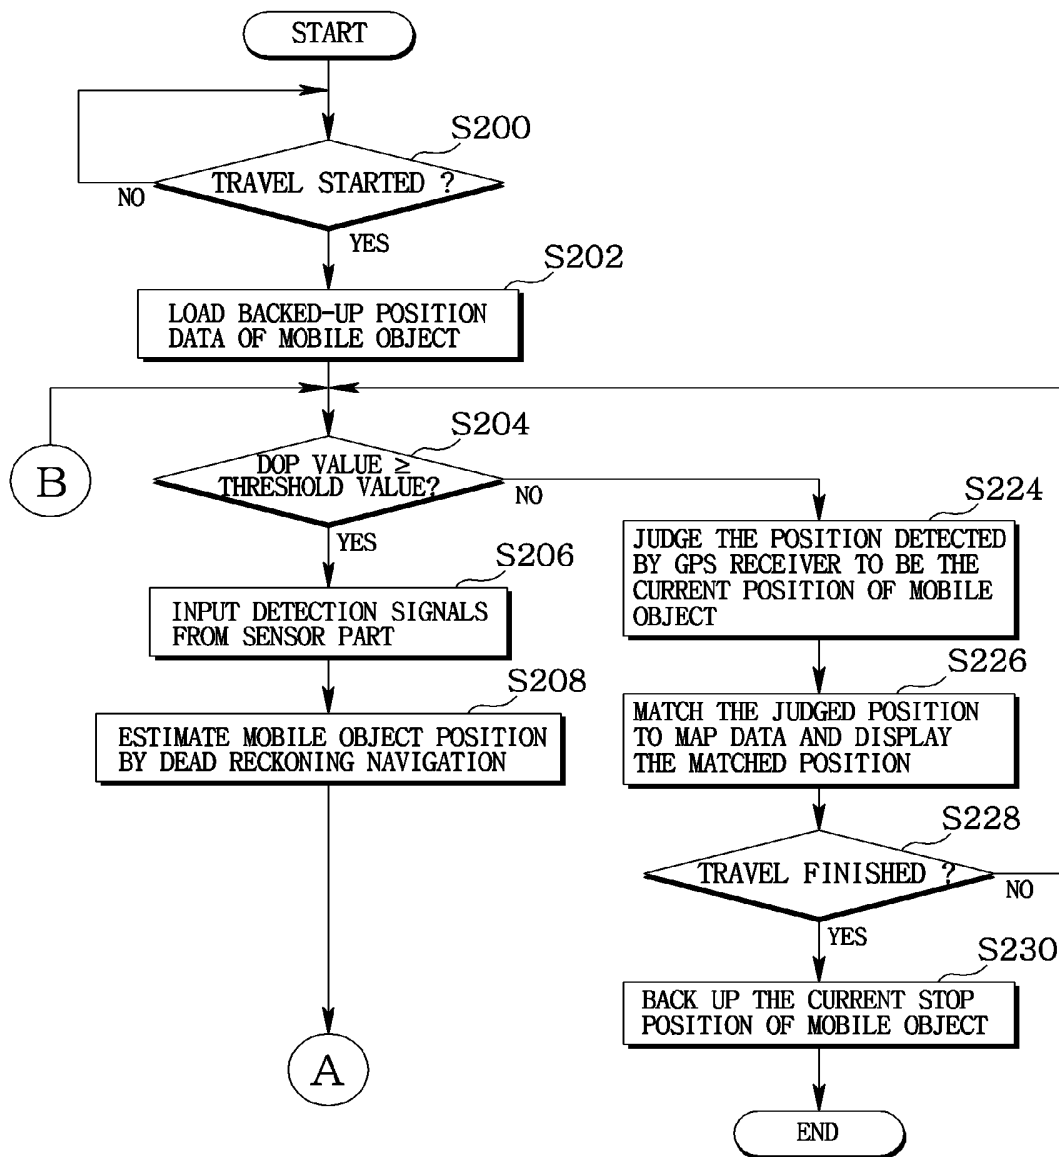 START
S200
TRAVEL STARTED ?
NO
YES
S202
LOAD BACKED-UP POSITION
DATA OF MOBILE OBJECT
B
S204
DOP VALUE ≥
THRESHOLD VALUE?
NO
YES
S206
INPUT DETECTION SIGNALS
FROM SENSOR PART
S208
ESTIMATE MOBILE OBJECT POSITION
BY DEAD RECKONING NAVIGATION
A
S224
JUDGE THE POSITION DETECTED
BY GPS RECEIVER TO BE THE
CURRENT POSITION OF MOBILE
OBJECT
S226
MATCH THE JUDGED POSITION
TO MAP DATA AND DISPLAY
THE MATCHED POSITION
S228
TRAVEL FINISHED ?
NO
YES
S230
BACK UP THE CURRENT STOP
POSITION OF MOBILE OBJECT
END